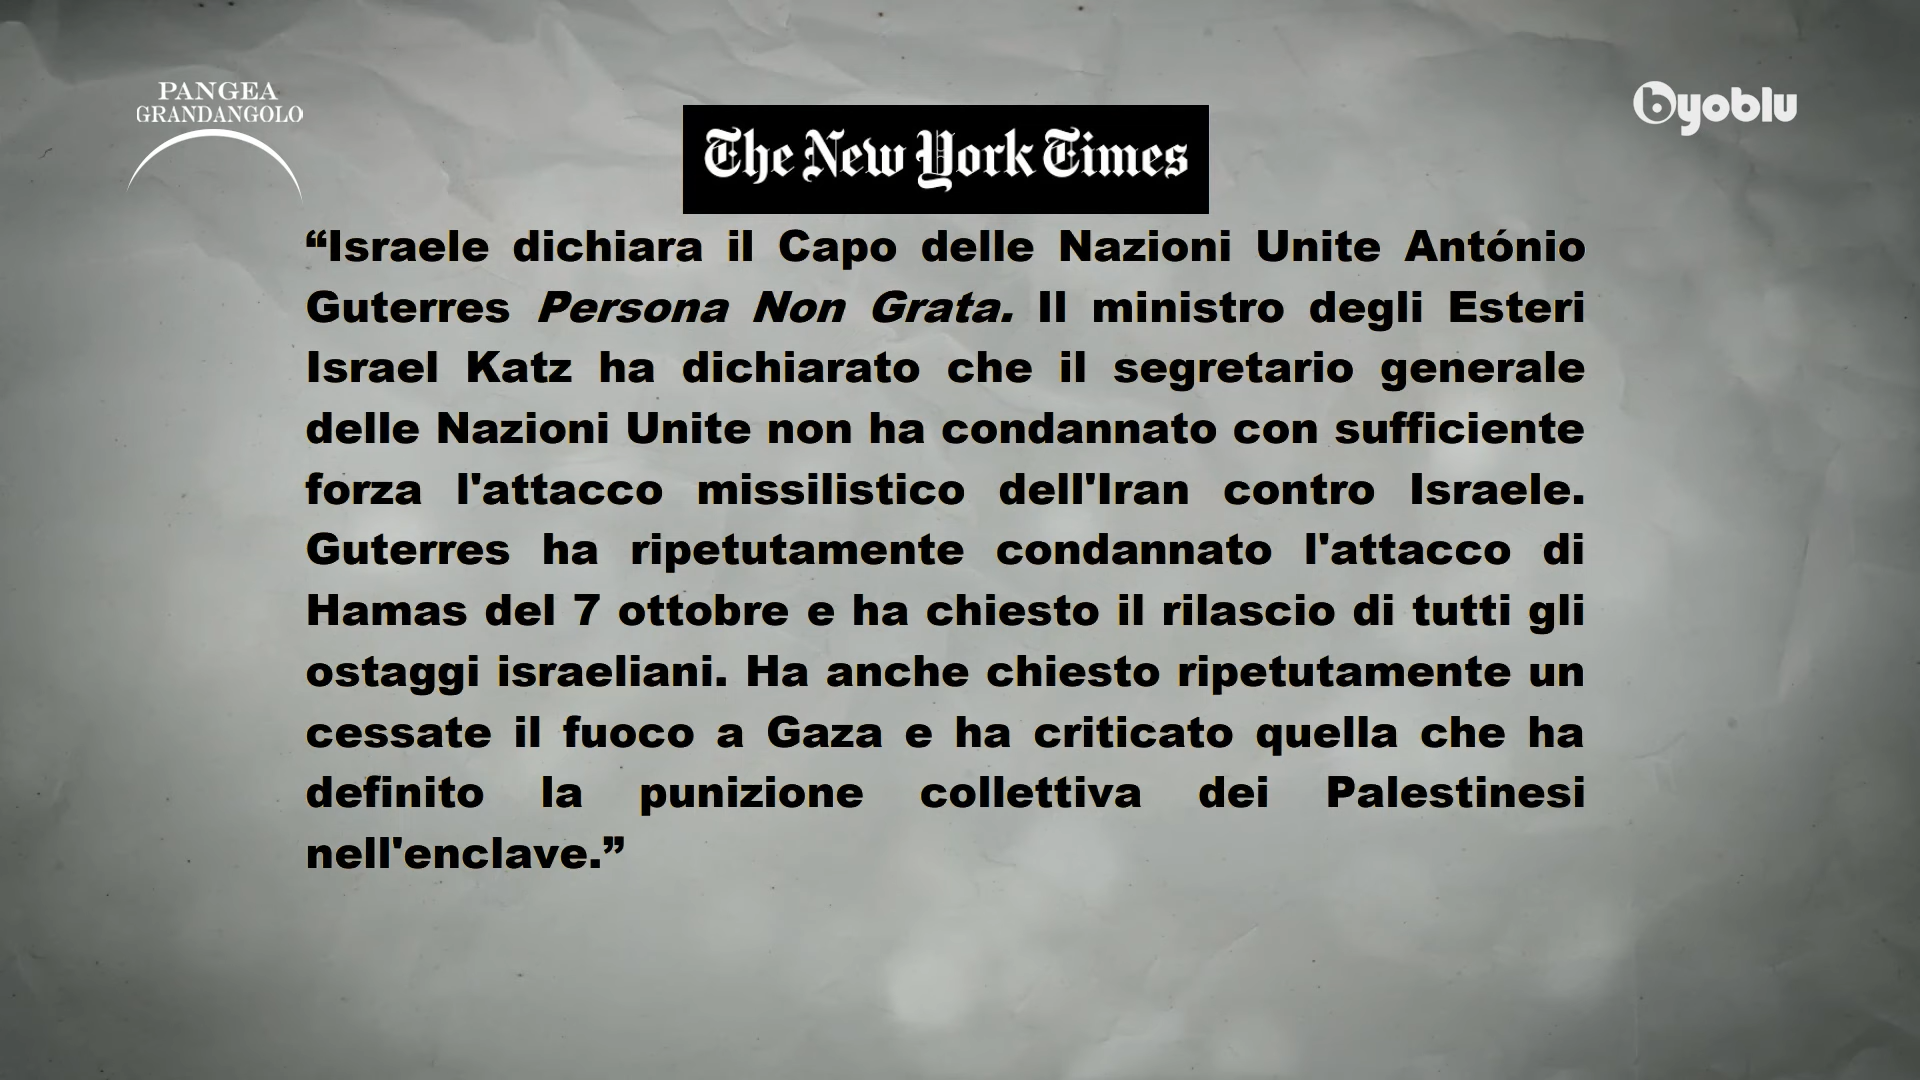 PANGEA
GRANDANGOLO
byoblu
The New York Times
“Israele dichiara il Capo delle Nazioni Unite António
Guterres Persona Non Grata. Il ministro degli Esteri
Israel Katz ha dichiarato che il segretario generale
delle Nazioni Unite non ha condannato con sufficiente
forza l'attacco missilistico dell'Iran contro Israele.
Guterres ha ripetutamente condannato l'attacco di
Hamas del 7 ottobre e ha chiesto il rilascio di tutti gli
ostaggi israeliani. Ha anche chiesto ripetutamente un
cessate il fuoco a Gaza e ha criticato quella che ha
definito la punizione collettiva dei Palestinesi
nell'enclave.”